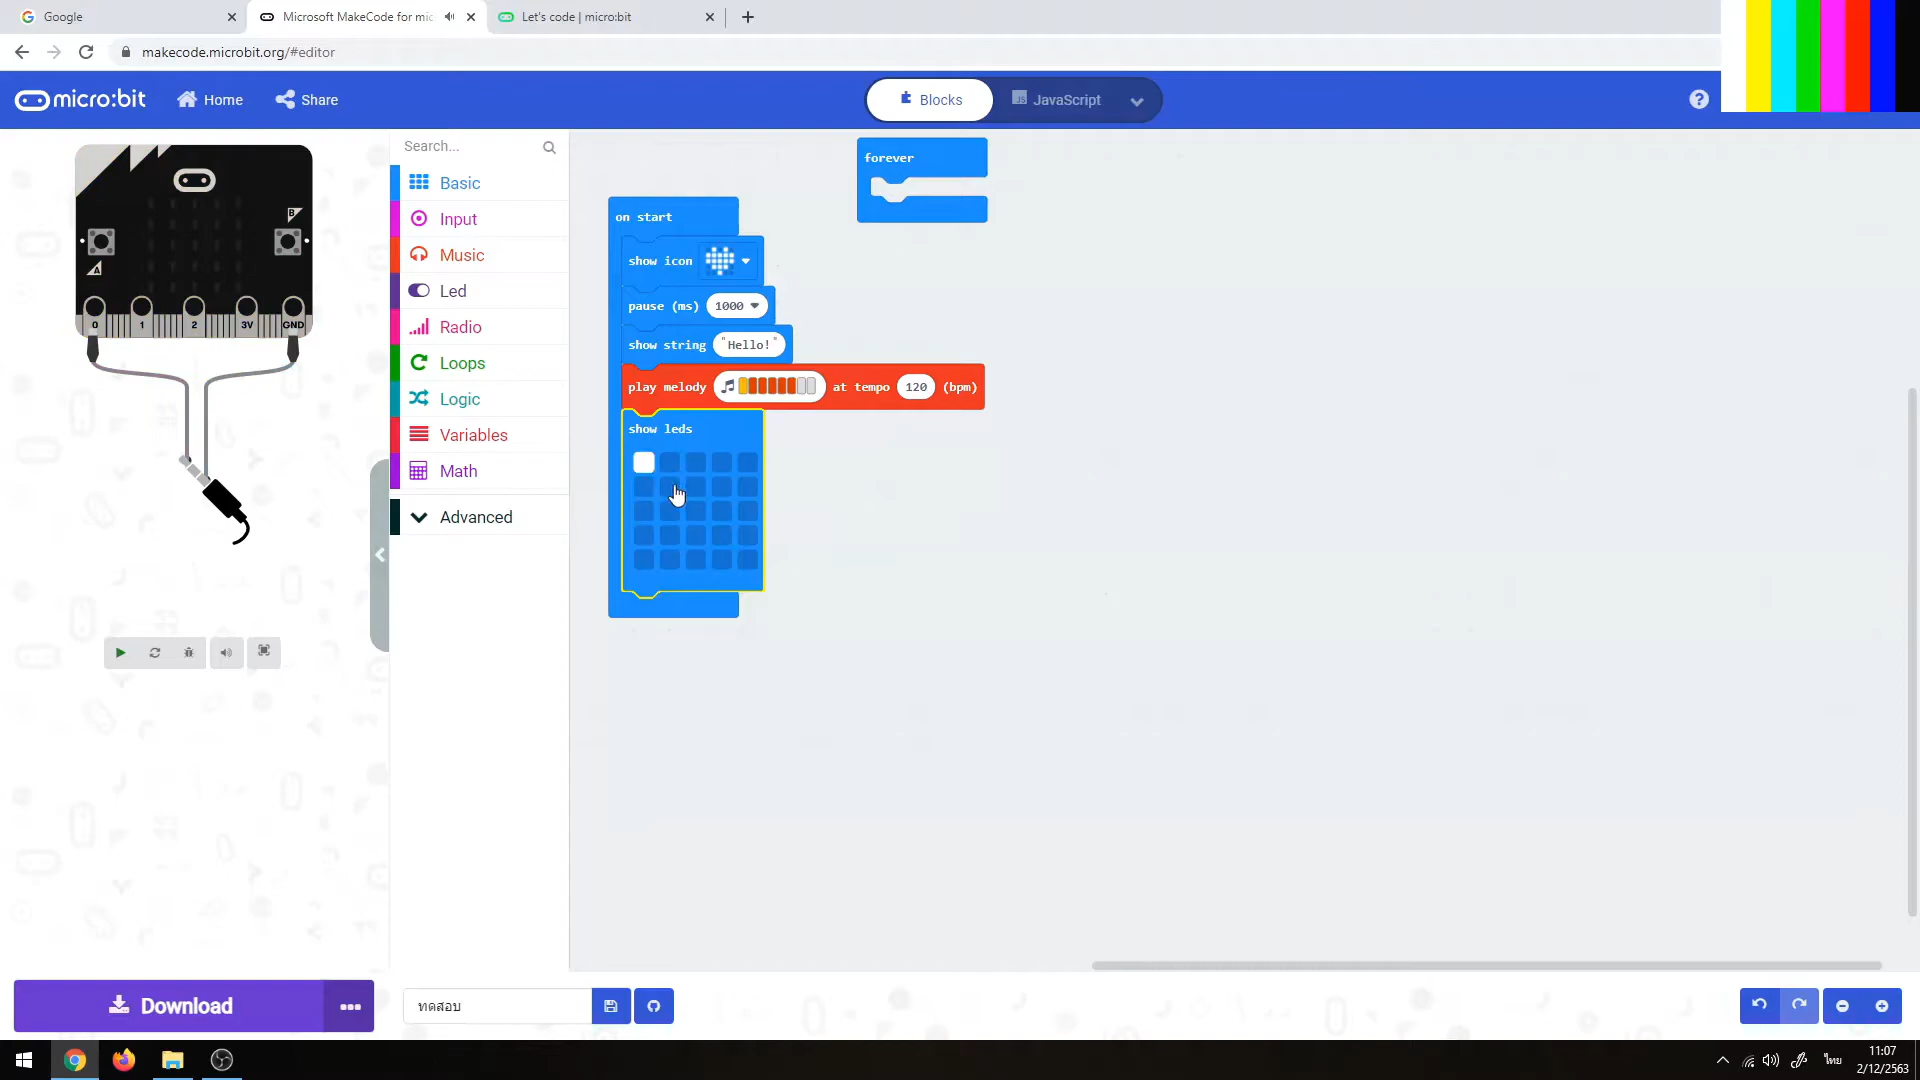 Google
Microsoft MakeCode for mic
Let's code | micro:bit
makecode.microbit.org/#editor
micro:bit
Home
Share
Blocks
JS
JavaScript
?
Search...
Basic
Input
Music
Led
Radio
Loops
Logic
Variables
Math
Advanced
A
B
0
1
2
3V
GND
forever
on start
show icon
pause (ms) 1000
show string "Hello!"
play melody at tempo 120 (bpm)
show leds
Download
ทดสอบ
ไทย
11:07
2/12/2563